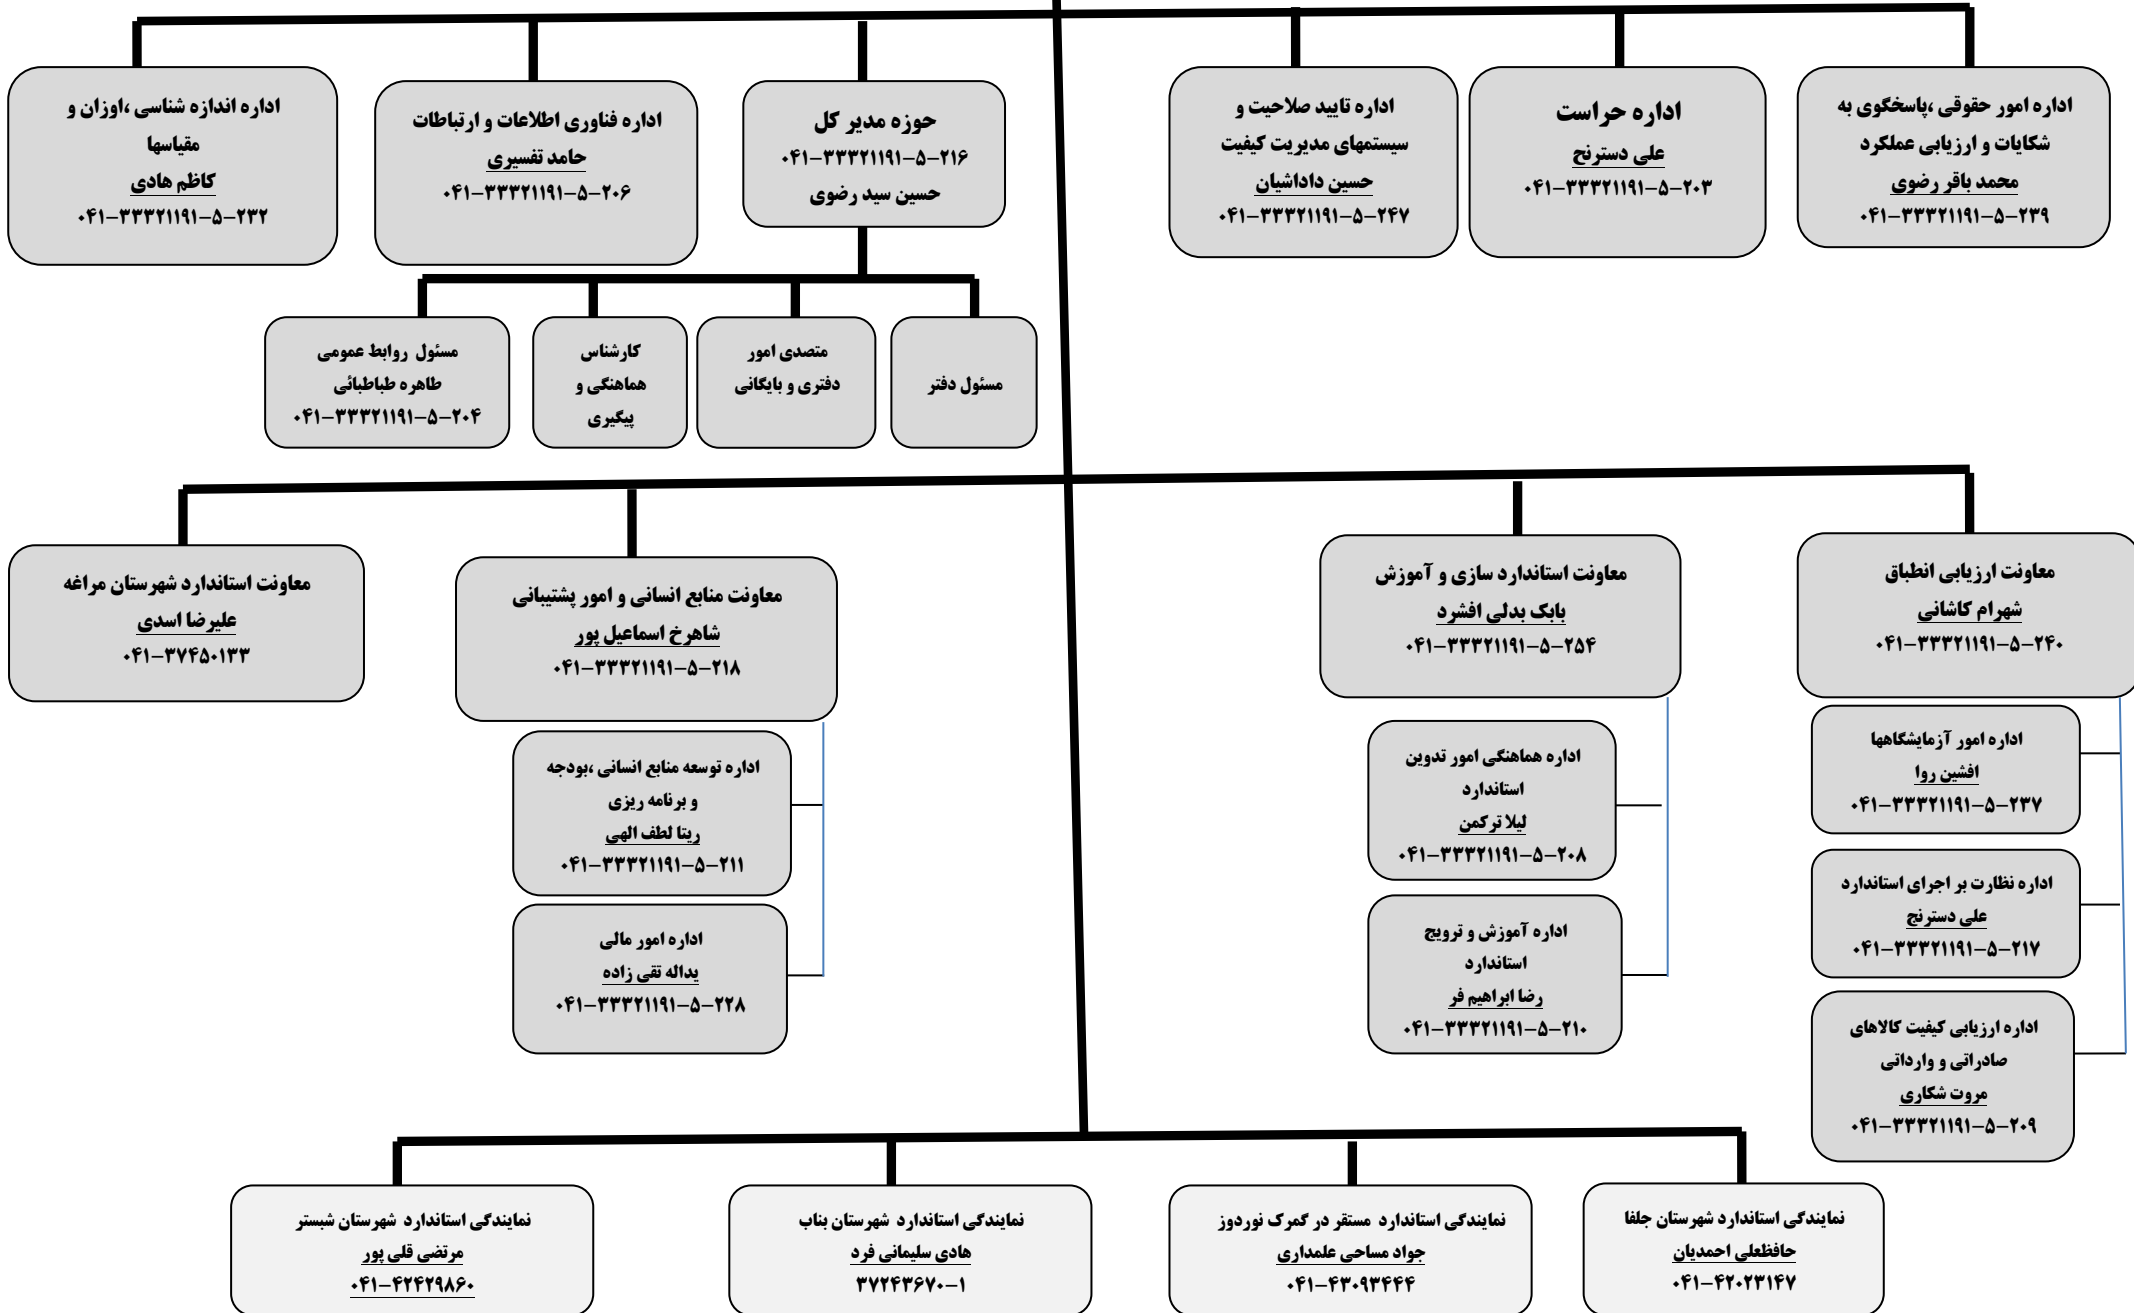 اداره امور حقوقی ،پاسخگوی به
شکایات و ارزیابی عملکرد
محمد باقر رضوی
۰۴۱-۳۳۳۲۱۱۹۱-۵-۲۳۹
اداره حراست
علی دسترنج
۰۴۱-۳۳۳۲۱۱۹۱-۵-۲۰۳
اداره تایید صلاحیت و
سیستمهای مدیریت کیفیت
حسین داداشیان
۰۴۱-۳۳۳۲۱۱۹۱-۵-۲۴۷
حوزه مدیر کل
۰۴۱-۳۳۳۲۱۱۹۱-۵-۲۱۶
حسین سید رضوی
اداره فناوری اطلاعات و ارتباطات
حامد تفسیری
۰۴۱-۳۳۳۲۱۱۹۱-۵-۲۰۶
اداره اندازه شناسی ،اوزان و
مقیاسها
کاظم هادی
۰۴۱-۳۳۳۲۱۱۹۱-۵-۲۳۲
مسئول دفتر
متصدی امور
دفتری و بایگانی
کارشناس
هماهنگی و
پیگیری
مسئول روابط عمومی
طاهره طباطبائی
۰۴۱-۳۳۳۲۱۱۹۱-۵-۲۰۴
معاونت ارزیابی انطباق
شهرام کاشانی
۰۴۱-۳۳۳۲۱۱۹۱-۵-۲۴۰
معاونت استاندارد سازی و آموزش
بابک بدلی افشرد
۰۴۱-۳۳۳۲۱۱۹۱-۵-۲۵۴
معاونت منابع انسانی و امور پشتیبانی
شاهرخ اسماعیل پور
۰۴۱-۳۳۳۲۱۱۹۱-۵-۲۱۸
معاونت استاندارد شهرستان مراغه
علیرضا اسدی
۰۴۱-۳۷۴۵۰۱۳۳
اداره امور آزمایشگاهها
افشین روا
۰۴۱-۳۳۳۲۱۱۹۱-۵-۲۳۷
اداره نظارت بر اجرای استاندارد
علی دسترنج
۰۴۱-۳۳۳۲۱۱۹۱-۵-۲۱۷
اداره ارزیابی کیفیت کالاهای
صادراتی و وارداتی
مروت شکاری
۰۴۱-۳۳۳۲۱۱۹۱-۵-۲۰۹
اداره هماهنگی امور تدوین
استاندارد
لیلا ترکمن
۰۴۱-۳۳۳۲۱۱۹۱-۵-۲۰۸
اداره آموزش و ترویج
استاندارد
رضا ابراهیم فر
۰۴۱-۳۳۳۲۱۱۹۱-۵-۲۱۰
اداره توسعه منابع انسانی ،بودجه
و برنامه ریزی
ریتا لطف الهی
۰۴۱-۳۳۳۲۱۱۹۱-۵-۲۱۱
اداره امور مالی
یداله تقی زاده
۰۴۱-۳۳۳۲۱۱۹۱-۵-۲۲۸
نمایندگی استاندارد شهرستان جلفا
حافظعلی احمدیان
۰۴۱-۴۲۰۲۳۱۴۷
نمایندگی استاندارد مستقر در گمرک نوردوز
جواد مساحی علمداری
۰۴۱-۴۳۰۹۳۴۴۴
نمایندگی استاندارد شهرستان بناب
هادی سلیمانی فرد
۳۷۲۴۳۶۷۰-۱
نمایندگی استاندارد شهرستان شبستر
مرتضی قلی پور
۰۴۱-۴۲۴۲۹۸۶۰